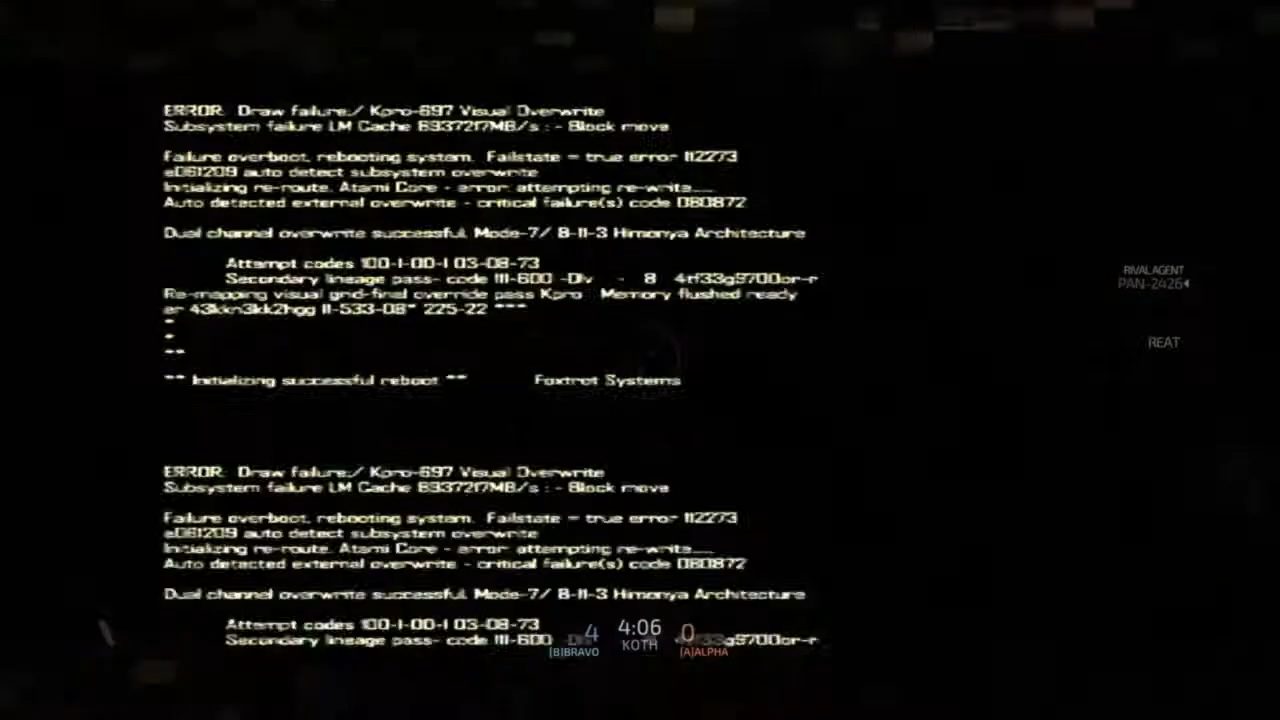 ERROR: Draw failure:/ Kpro-697 Visual Overwrite
Subsystem failure LM Cache 6937217MB/s : - Block move
Failure overboot, rebooting system. Failstate = true error 112273
a061209 auto detect subsystem overwrite
Initializing re-route. Atami Core - error: attempting re-write.....
Auto detected external overwrite - critical failure(s) code 080872
Dual channel overwrite successful. Mode-7/ 8-11-3 Himonya Architecture
Attempt codes 100-1-00-1 03-08-73
Secondary lineage pass- code 111-600 -Div - 8 4rf33g9700or-r
Re-mapping visual grid-final override pass Kpro Memory flushed ready
er 43kkn3kk2hgg 11-533-08* 225-22 ***
*
*
**
** Initializing successful reboot ** Foxtrot Systems
RIVALAGENT
PAN-2426
REAT
ERROR: Draw failure:/ Kpro-697 Visual Overwrite
Subsystem failure LM Cache 6937217MB/s : - Block move
Failure overboot, rebooting system. Failstate = true error 112273
a061209 auto detect subsystem overwrite
Initializing re-route. Atami Core - error: attempting re-write.....
Auto detected external overwrite - critical failure(s) code 080872
Dual channel overwrite successful. Mode-7/ 8-11-3 Himonya Architecture
Attempt codes 100-1-00-1 03-08-73
Secondary lineage pass- code 111-600 g9700or-r
4 4:06 0
[B]BRAVO KOTH [A]ALPHA